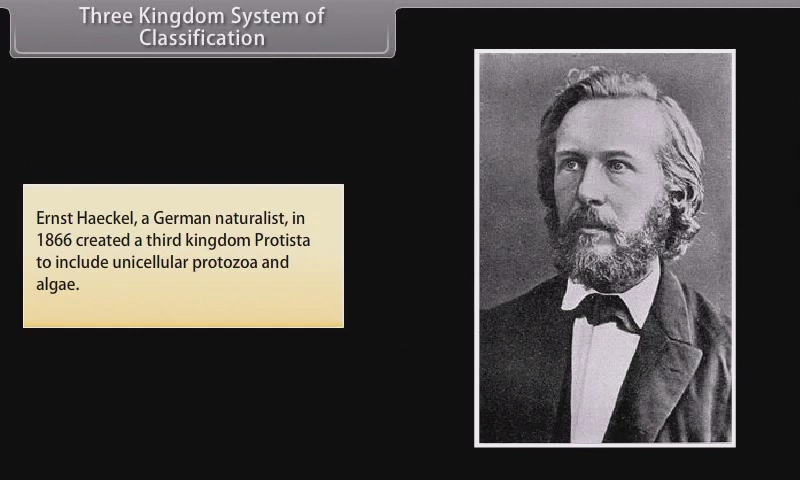 Three Kingdom System of
Classification
Ernst Haeckel, a German naturalist, in
1866 created a third kingdom Protista
to include unicellular protozoa and
algae.